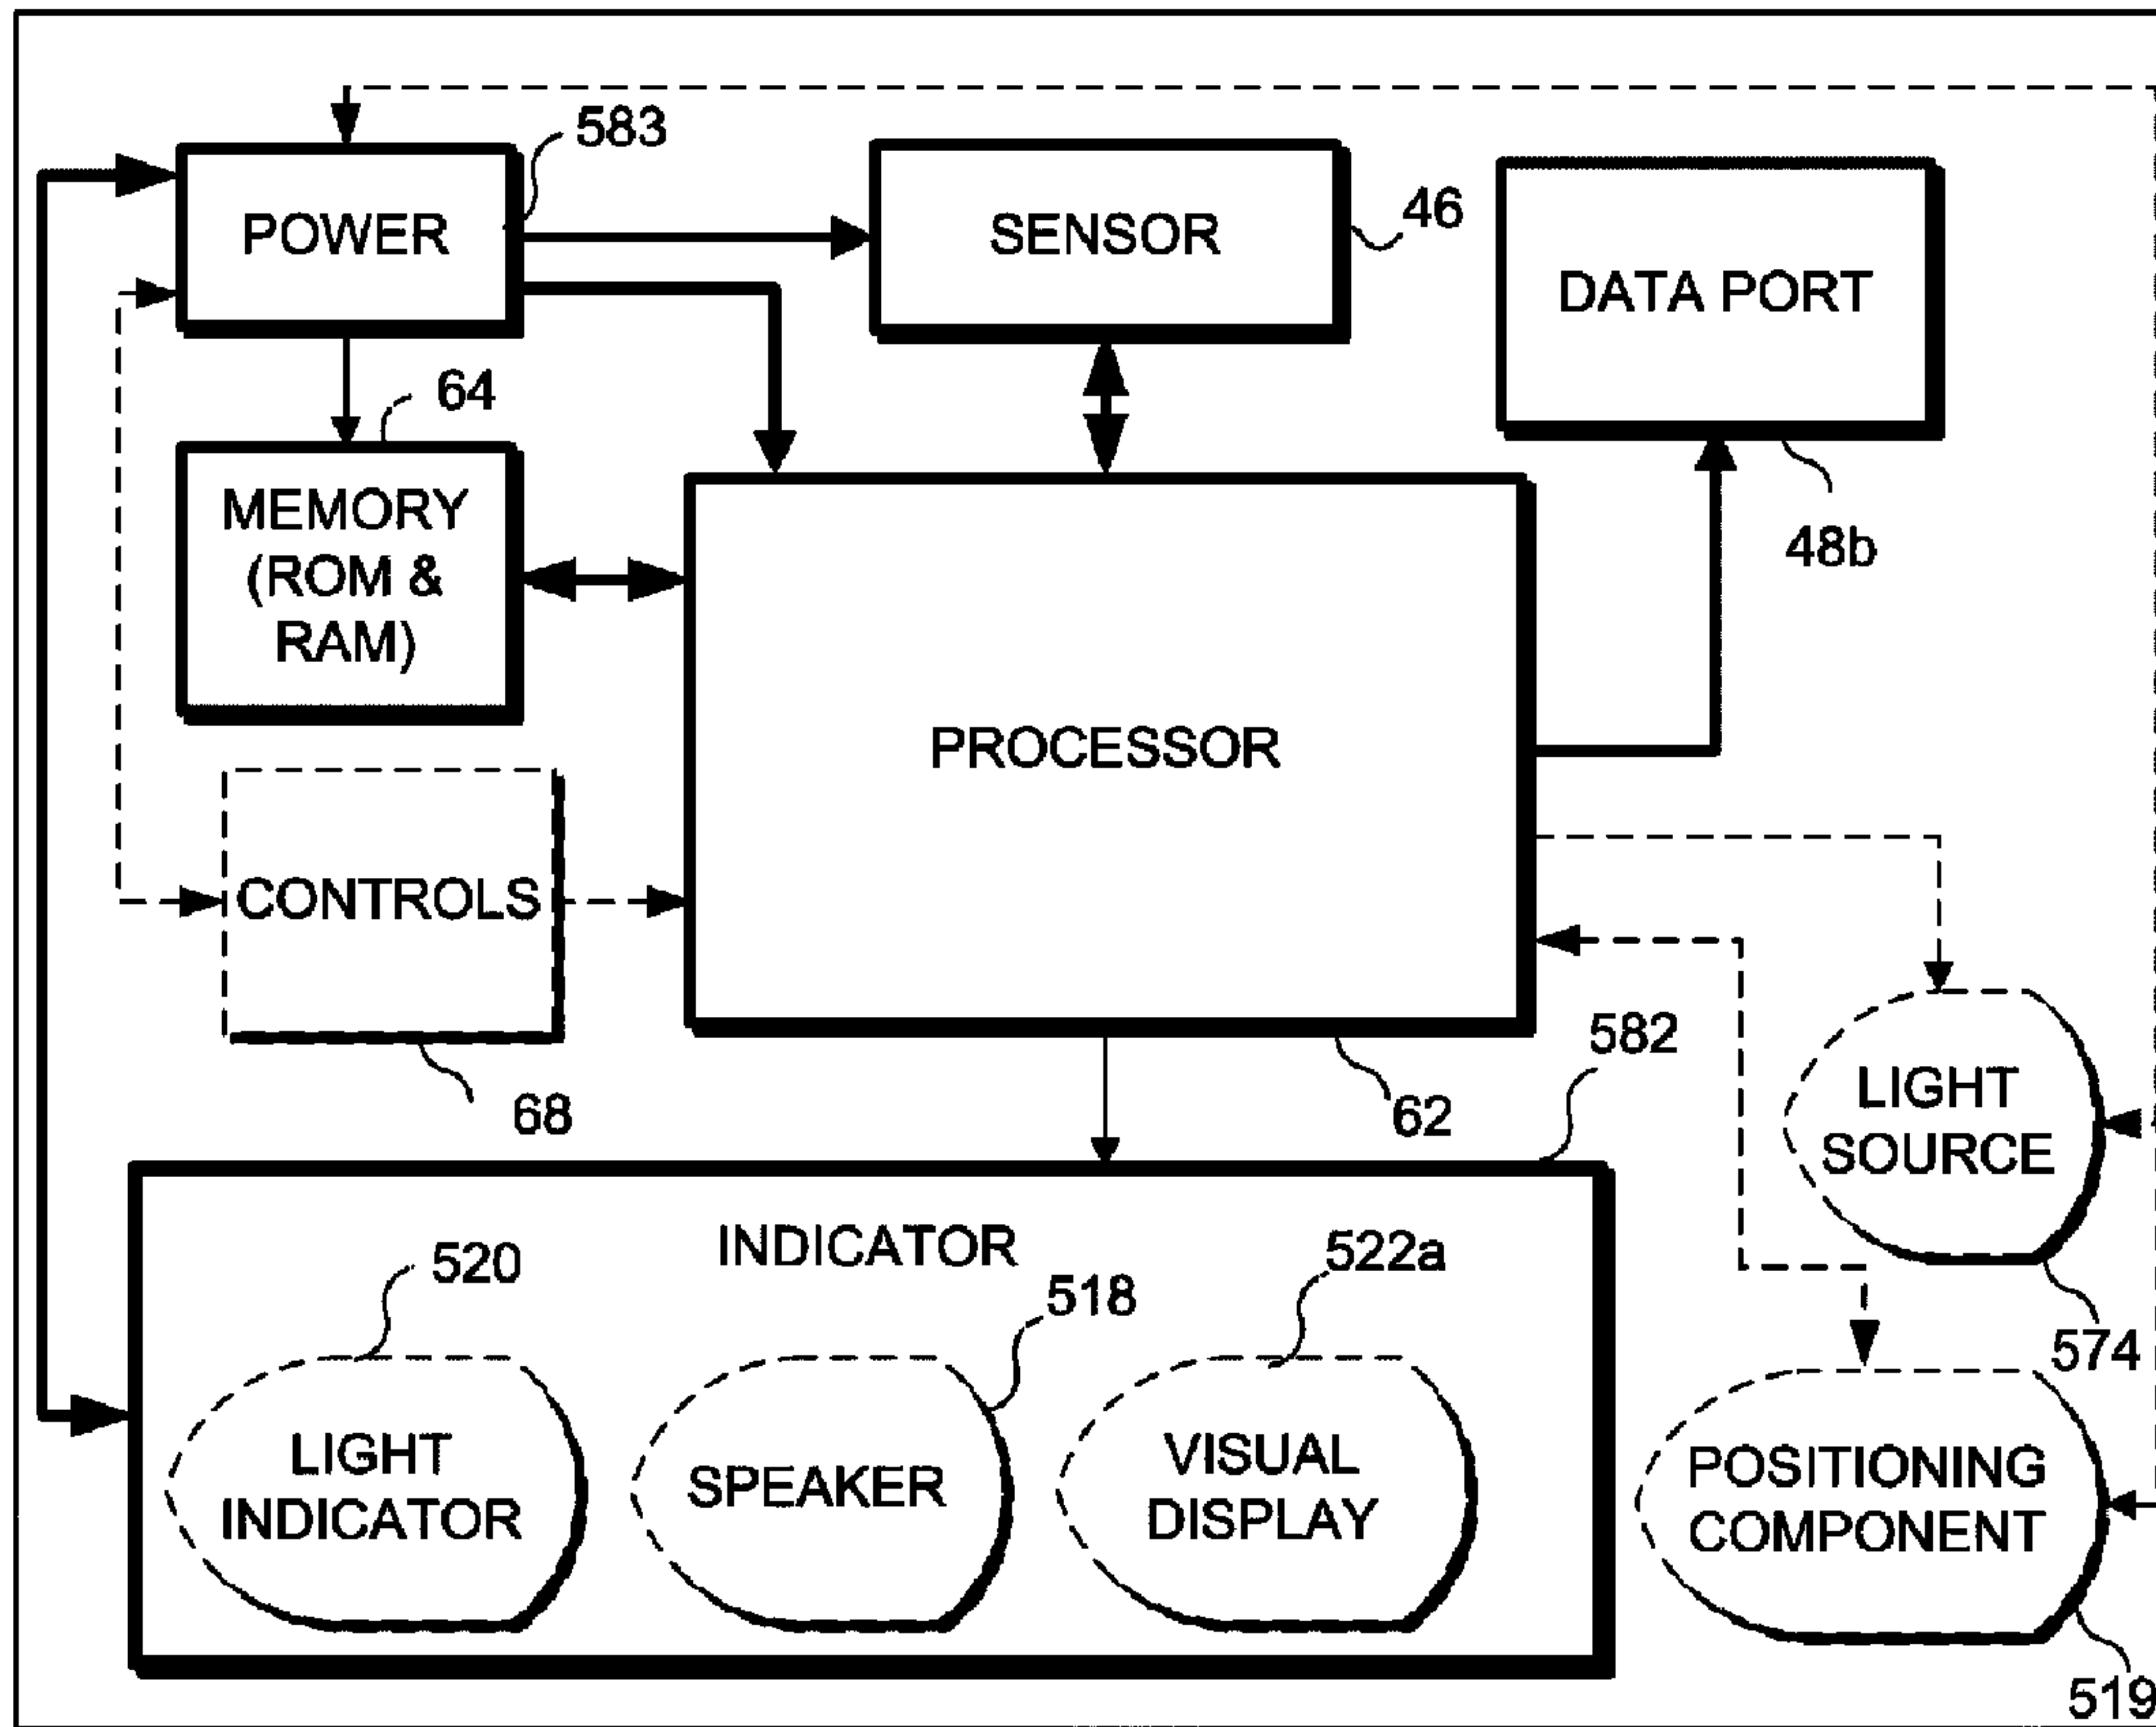 583
POWER
SENSOR
46
DATA PORT
48b
64
MEMORY
(ROM &
RAM)
PROCESSOR
CONTROLS
68
62
582
LIGHT
SOURCE
574
INDICATOR
520
518
522a
LIGHT
INDICATOR
SPEAKER
VISUAL
DISPLAY
POSITIONING
COMPONENT
519